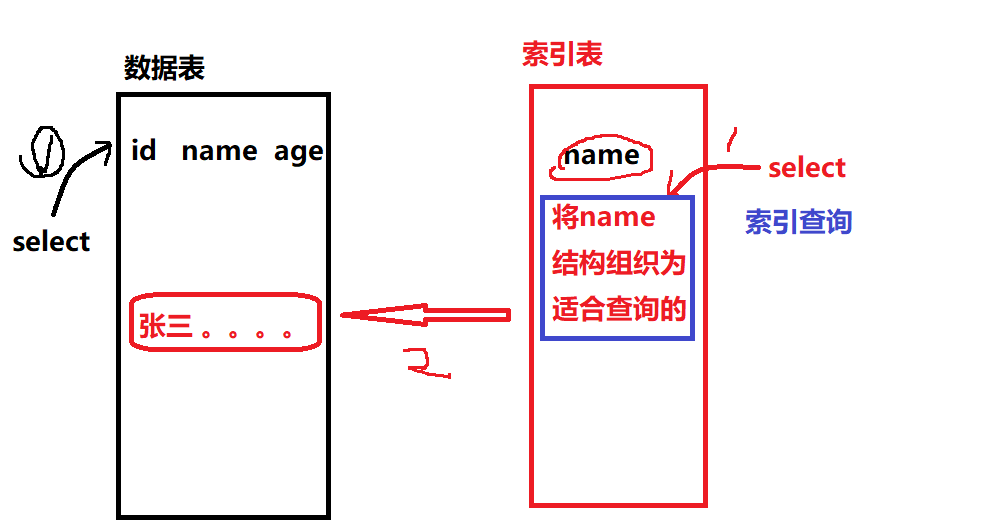 数据表
id name age
select
张三 。。。。
索引表
name
1
select
将name
结构组织为
适合查询的
索引查询
2